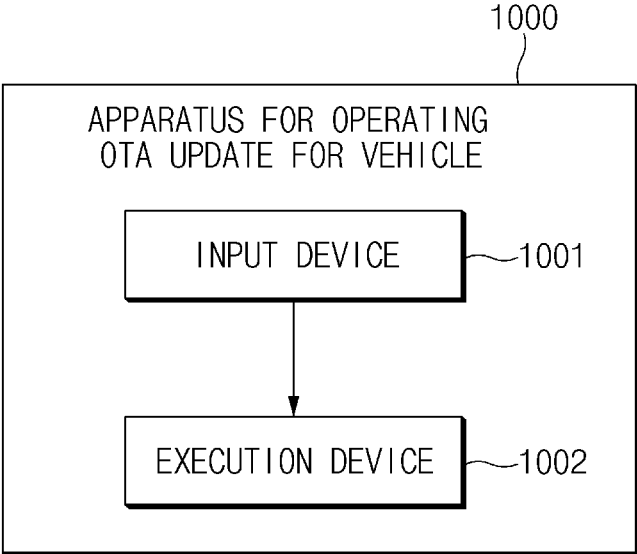 1000
APPARATUS FOR OPERATING
OTA UPDATE FOR VEHICLE
INPUT DEVICE
1001
EXECUTION DEVICE
1002